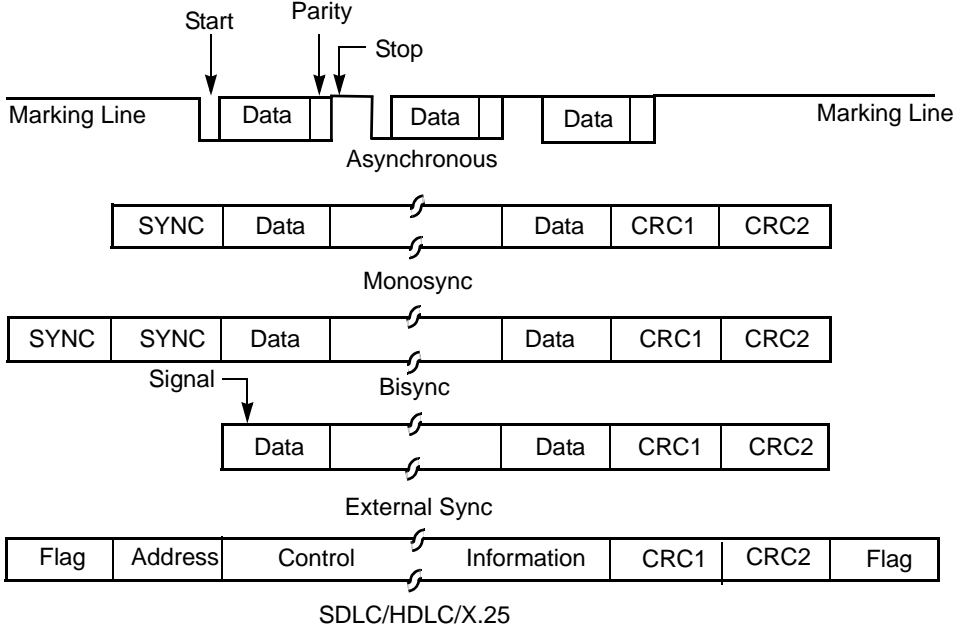 Start Parity
Stop
Marking Line Data Data Data Marking Line
Asynchronous
SYNC Data Data CRC1 CRC2
Monosync
SYNC SYNC Data Data CRC1 CRC2
Signal Bisync
Data Data CRC1 CRC2
External Sync
Flag Address Control Information CRC1 CRC2 Flag
SDLC/HDLC/X.25